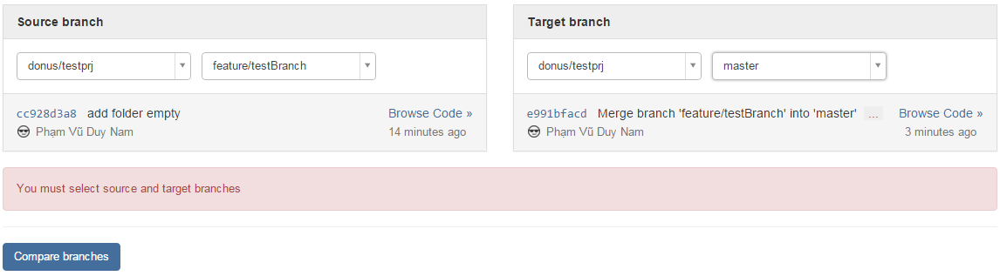 Source branch
Target branch
donus/testprj
feature/testBranch
donus/testprj
master
cc928d3a8 add folder empty Browse Code »
Phạm Vũ Duy Nam 14 minutes ago
e991bfacd Merge branch 'feature/testBranch' into 'master' ... Browse Code »
Phạm Vũ Duy Nam 3 minutes ago
You must select source and target branches
Compare branches